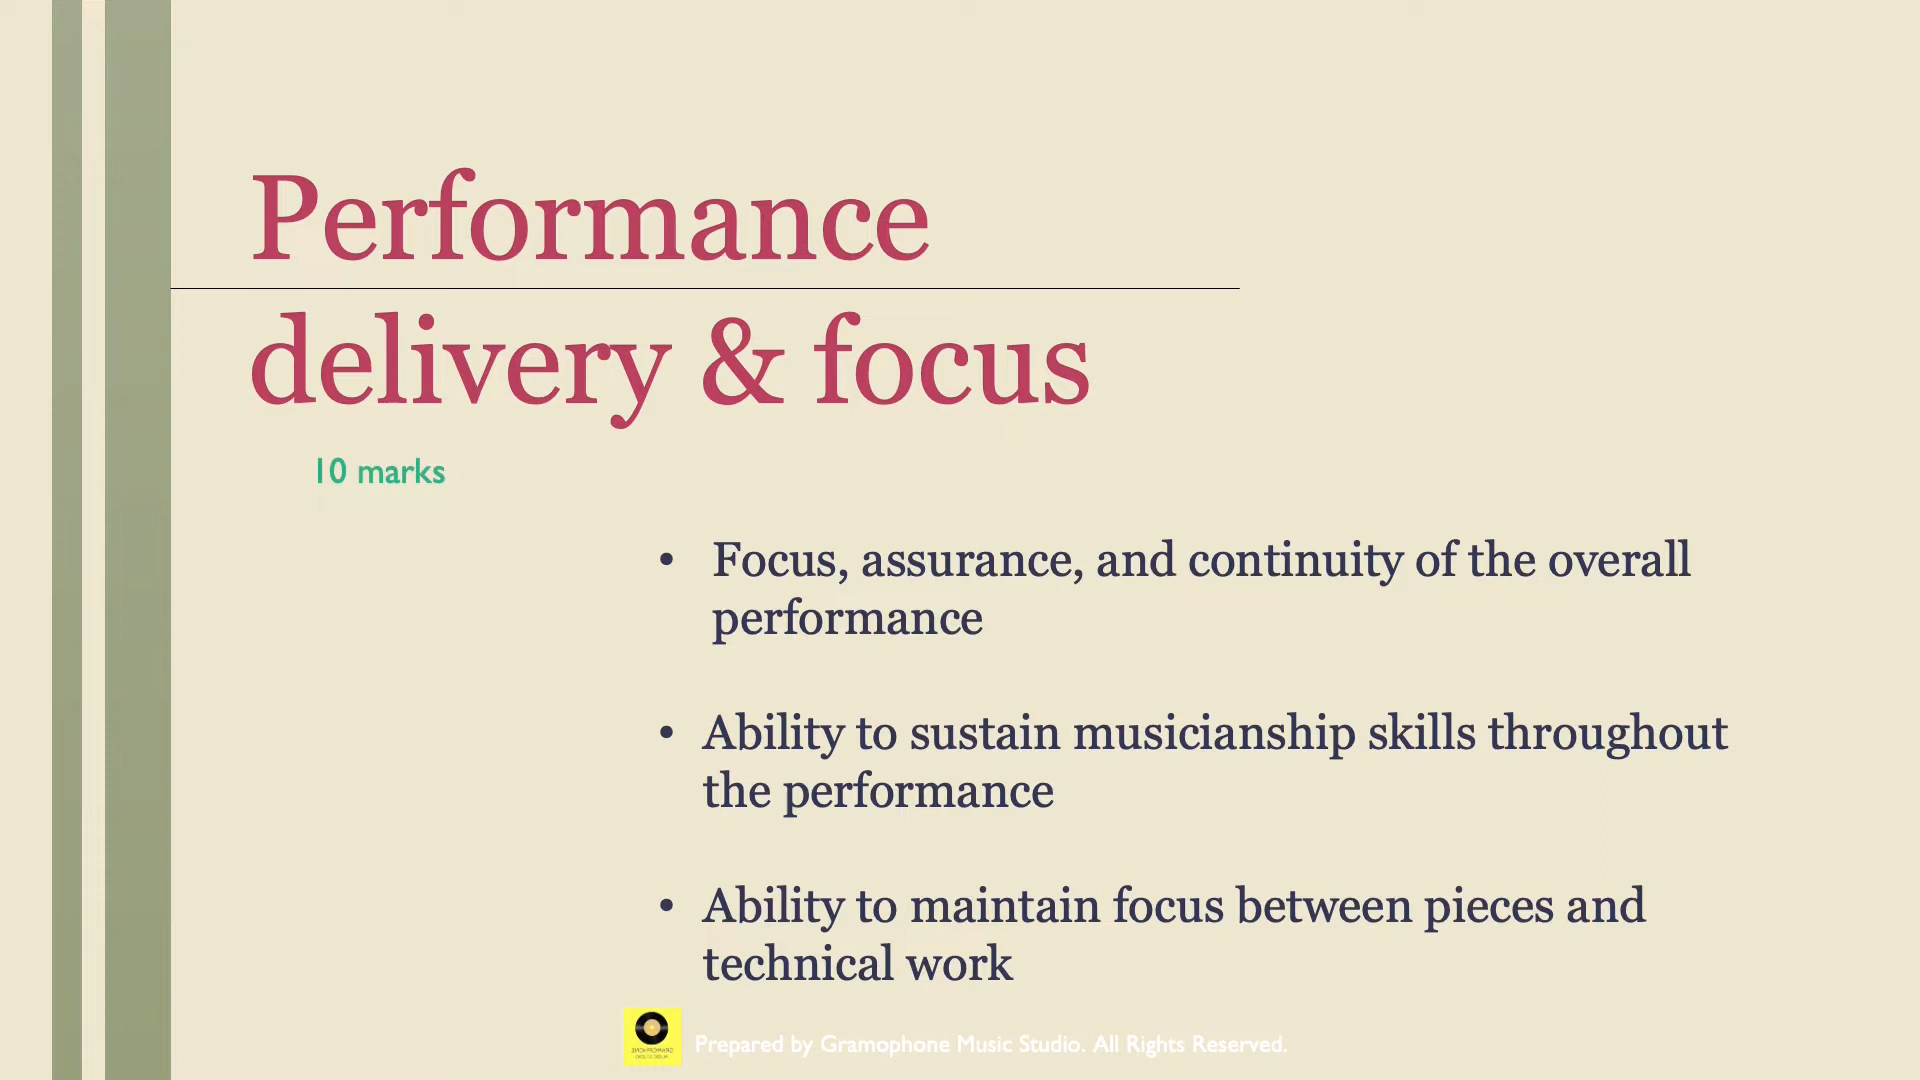 Performance
delivery & focus
10 marks
• Focus, assurance, and continuity of the overall
performance
• Ability to sustain musicianship skills throughout
the performance
• Ability to maintain focus between pieces and
technical work
Prepared by Gramophone Music Studio. All Rights Reserved.